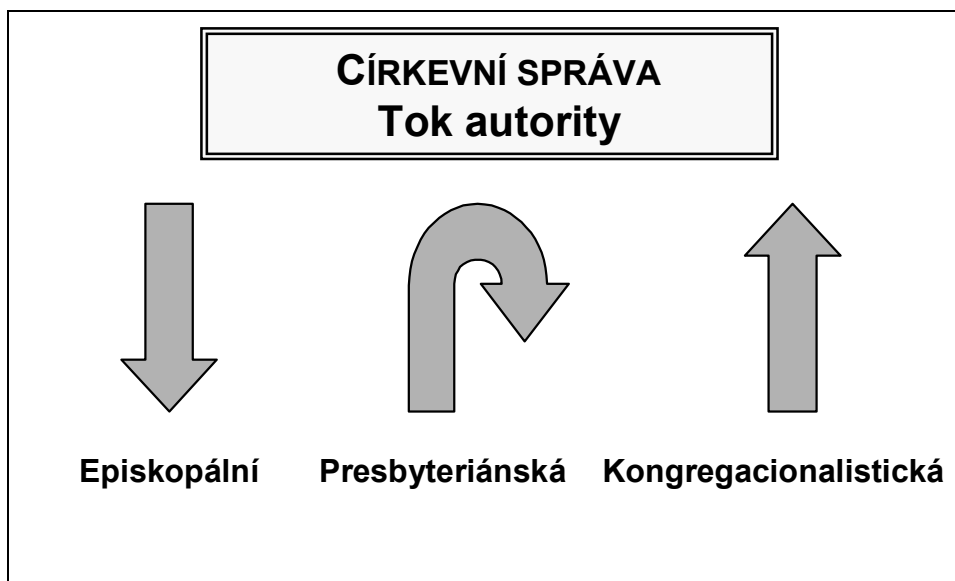 CÍRKEVNÍ SPRÁVA
Tok autority
Episkopální Presbyteriánská Kongregacionalistická